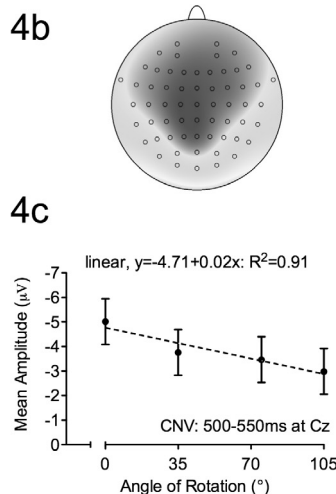 4b
4c
linear, y=-4.71+0.02x: R²=0.91
Mean Amplitude (µV)
-7
-6
-5
-4
-3
-2
-1
0
CNV: 500-550ms at Cz
0 35 70 105
Angle of Rotation (°)